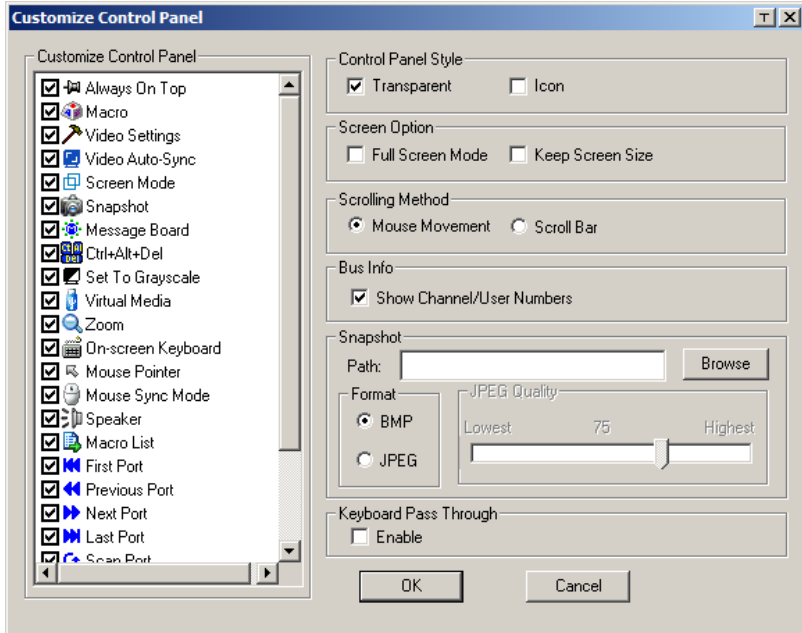 Customize Control Panel
Customize Control Panel
Always On Top
Macro
Video Settings
Video Auto-Sync
Screen Mode
Snapshot
Message Board
Ctrl+Alt+Del
Set To Grayscale
Virtual Media
Zoom
On-screen Keyboard
Mouse Pointer
Mouse Sync Mode
Speaker
Macro List
First Port
Previous Port
Next Port
Last Port
Scan Port
Control Panel Style
Transparent Icon
Screen Option
Full Screen Mode Keep Screen Size
Scrolling Method
Mouse Movement Scroll Bar
Bus Info
Show Channel/User Numbers
Snapshot
Path: Browse
Format
BMP
JPEG
JPEG Quality
Lowest 75 Highest
Keyboard Pass Through
Enable
OK Cancel